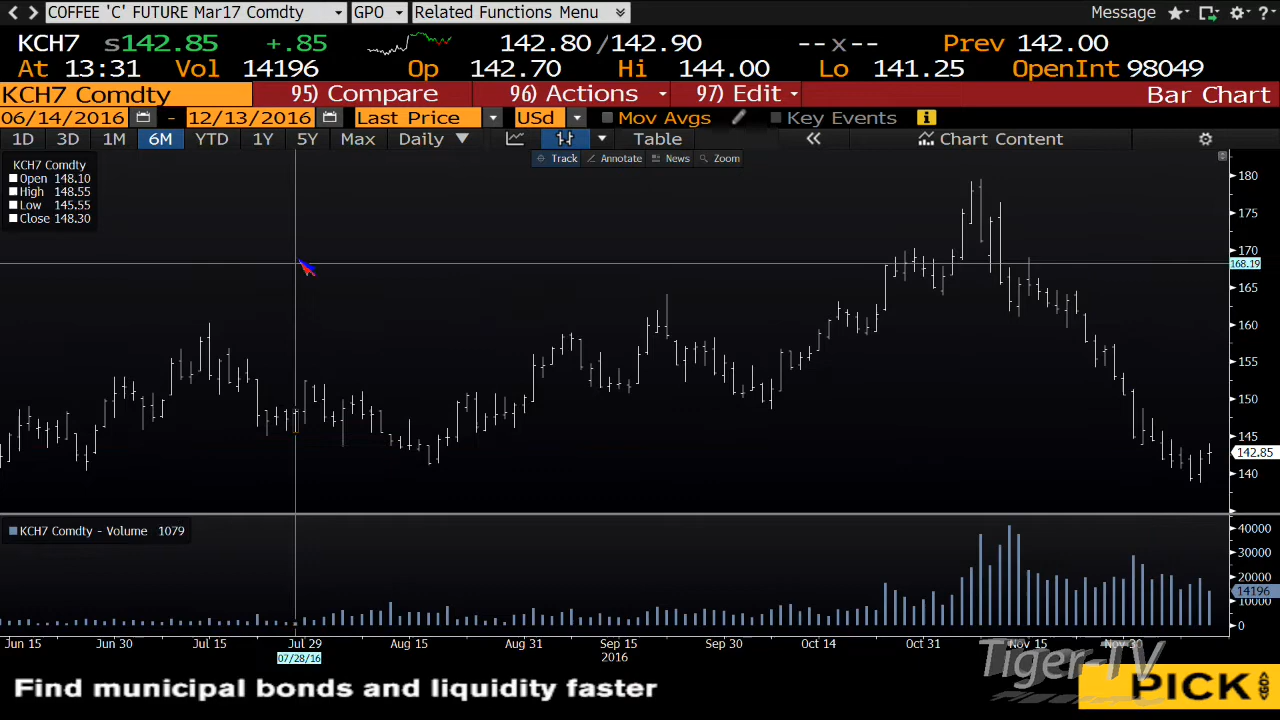 COFFEE 'C' FUTURE Mar17 Comdty GPO Related Functions Menu Message
KCH7 s142.85 +.85 142.80/142.90 --x-- Prev 142.00
At 13:31 Vol 14196 Op 142.70 Hi 144.00 Lo 141.25 OpenInt 98049
KCH7 Comdty 95) Compare 96) Actions 97) Edit Bar Chart
06/14/2016 - 12/13/2016 Last Price USd Mov Avgs Key Events
1D 3D 1M 6M YTD 1Y 5Y Max Daily Table Chart Content
Track Annotate News Zoom
KCH7 Comdty
Open 148.10
High 148.55
Low 145.55
Close 148.30
180
175
170
168.19
165
160
155
150
145
142.85
140
KCH7 Comdty - Volume 1079
40000
30000
20000
14196
10000
0
Jun 15 Jun 30 Jul 15 Jul 29 Aug 15 Aug 31 Sep 15 Sep 30 Oct 14 Oct 31 Nov 15 Nov 30
07/28/16 2016
Tiger-TV
Find municipal bonds and liquidity faster PICK <GO>